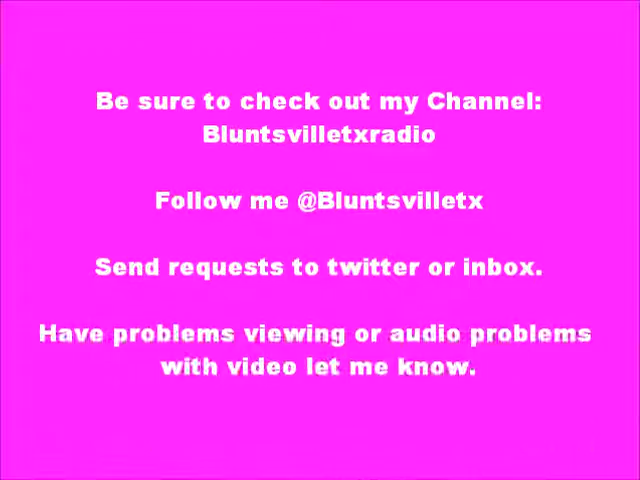 Be sure to check out my Channel:
Bluntsvilletxradio
Follow me @Bluntsvilletx
Send requests to twitter or inbox.
Have problems viewing or audio problems
with video let me know.